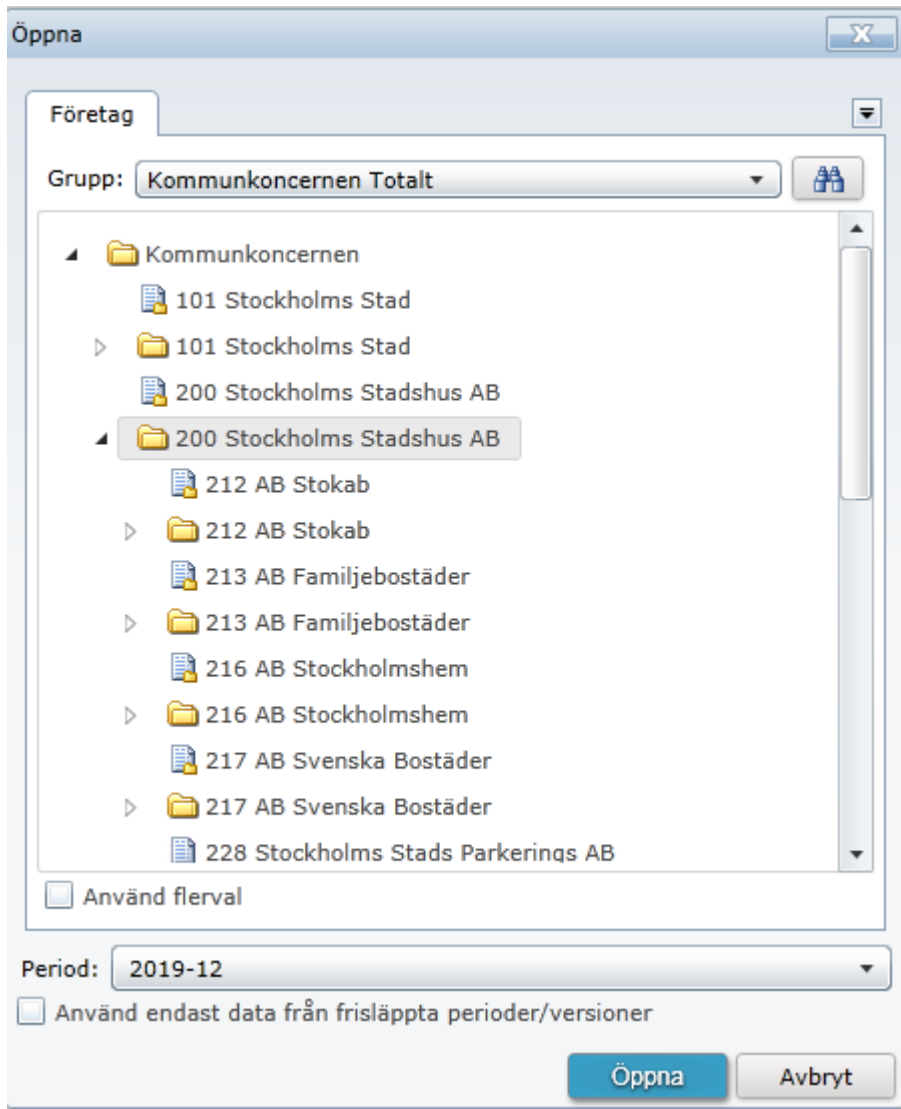 Öppna
Företag
Grupp: Kommunkoncernen Totalt
Kommunkoncernen
101 Stockholms Stad
101 Stockholms Stad
200 Stockholms Stadshus AB
200 Stockholms Stadshus AB
212 AB Stokab
212 AB Stokab
213 AB Familjebostäder
213 AB Familjebostäder
216 AB Stockholmshem
216 AB Stockholmshem
217 AB Svenska Bostäder
217 AB Svenska Bostäder
228 Stockholms Stads Parkerings AB
Använd flerval
Period: 2019-12
Använd endast data från frisläppta perioder/versioner
Öppna Avbryt